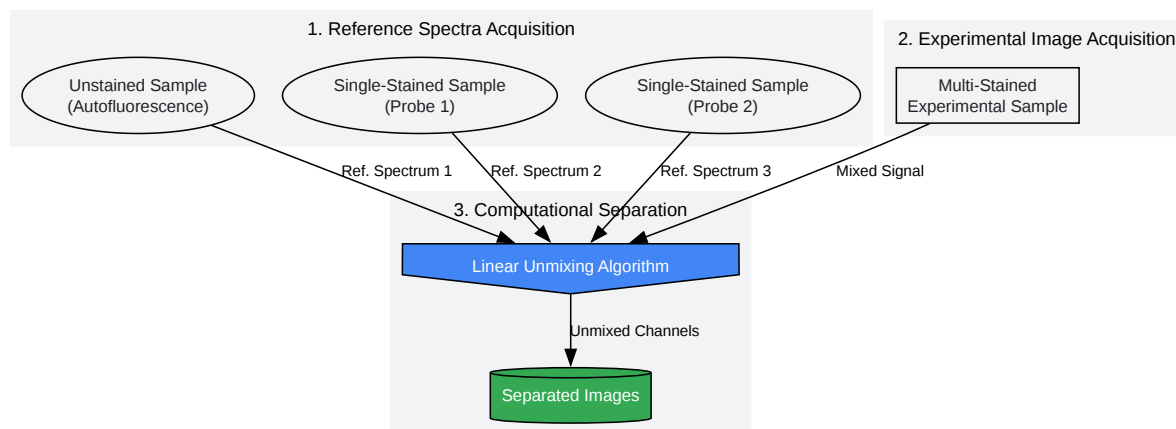 1. Reference Spectra Acquisition
2. Experimental Image Acquisition
Unstained Sample
(Autofluorescence)
Single-Stained Sample
(Probe 1)
Single-Stained Sample
(Probe 2)
Multi-Stained
Experimental Sample
Ref. Spectrum 1
Ref. Spectrum 2
Ref. Spectrum 3
Mixed Signal
3. Computational Separation
Linear Unmixing Algorithm
Unmixed Channels
Separated Images